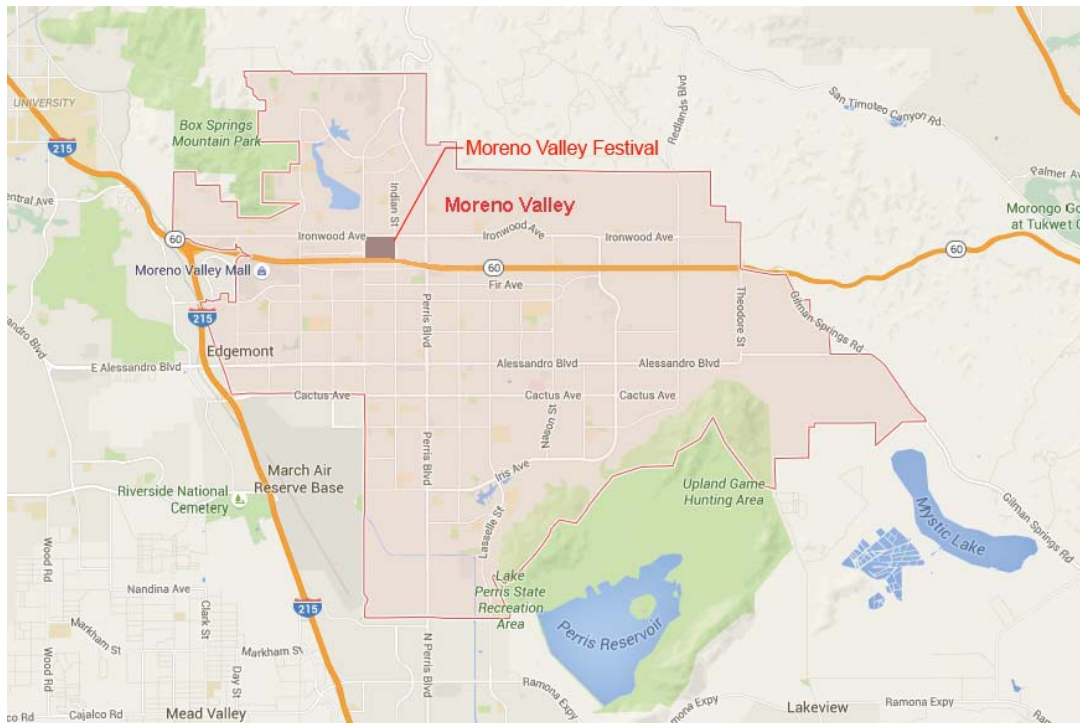 UNIVERSITY
Box Springs
Mountain Park
215
Redlands Blvd
San Timoteo Canyon Rd
Palmer Av
Morongo Go
at Tukwet C
entral Ave
Indian St
Moreno Valley Festival
Moreno Valley
60
Ironwood Ave
Ironwood Ave
Ironwood Ave
60
60
Moreno Valley Mall
Fir Ave
Perris Blvd
Theodore St
Gilman Springs Rd
215
Edgemont
sandro Blvd
E Alessandro Blvd
Alessandro Blvd
Alessandro Blvd
Cactus Ave
Cactus Ave
Nason St
Perris Blvd
March Air
Reserve Base
Iris Ave
Riverside National
Cemetery
Upland Game
Hunting Area
Mystic Lake
Gilman Springs Rd
Lasselle St
Wood Rd
Nandina Ave
Clark St
215
Lake
Perris State
Recreation
Area
Perris Reservoir
Markham St
Markham St
N Perris Blvd
Wood Rd
Day St
Ramona Expy
Ramona Expy
Ramona Expy
Lakeview
co Rd
Cajalco Rd
Mead Valley